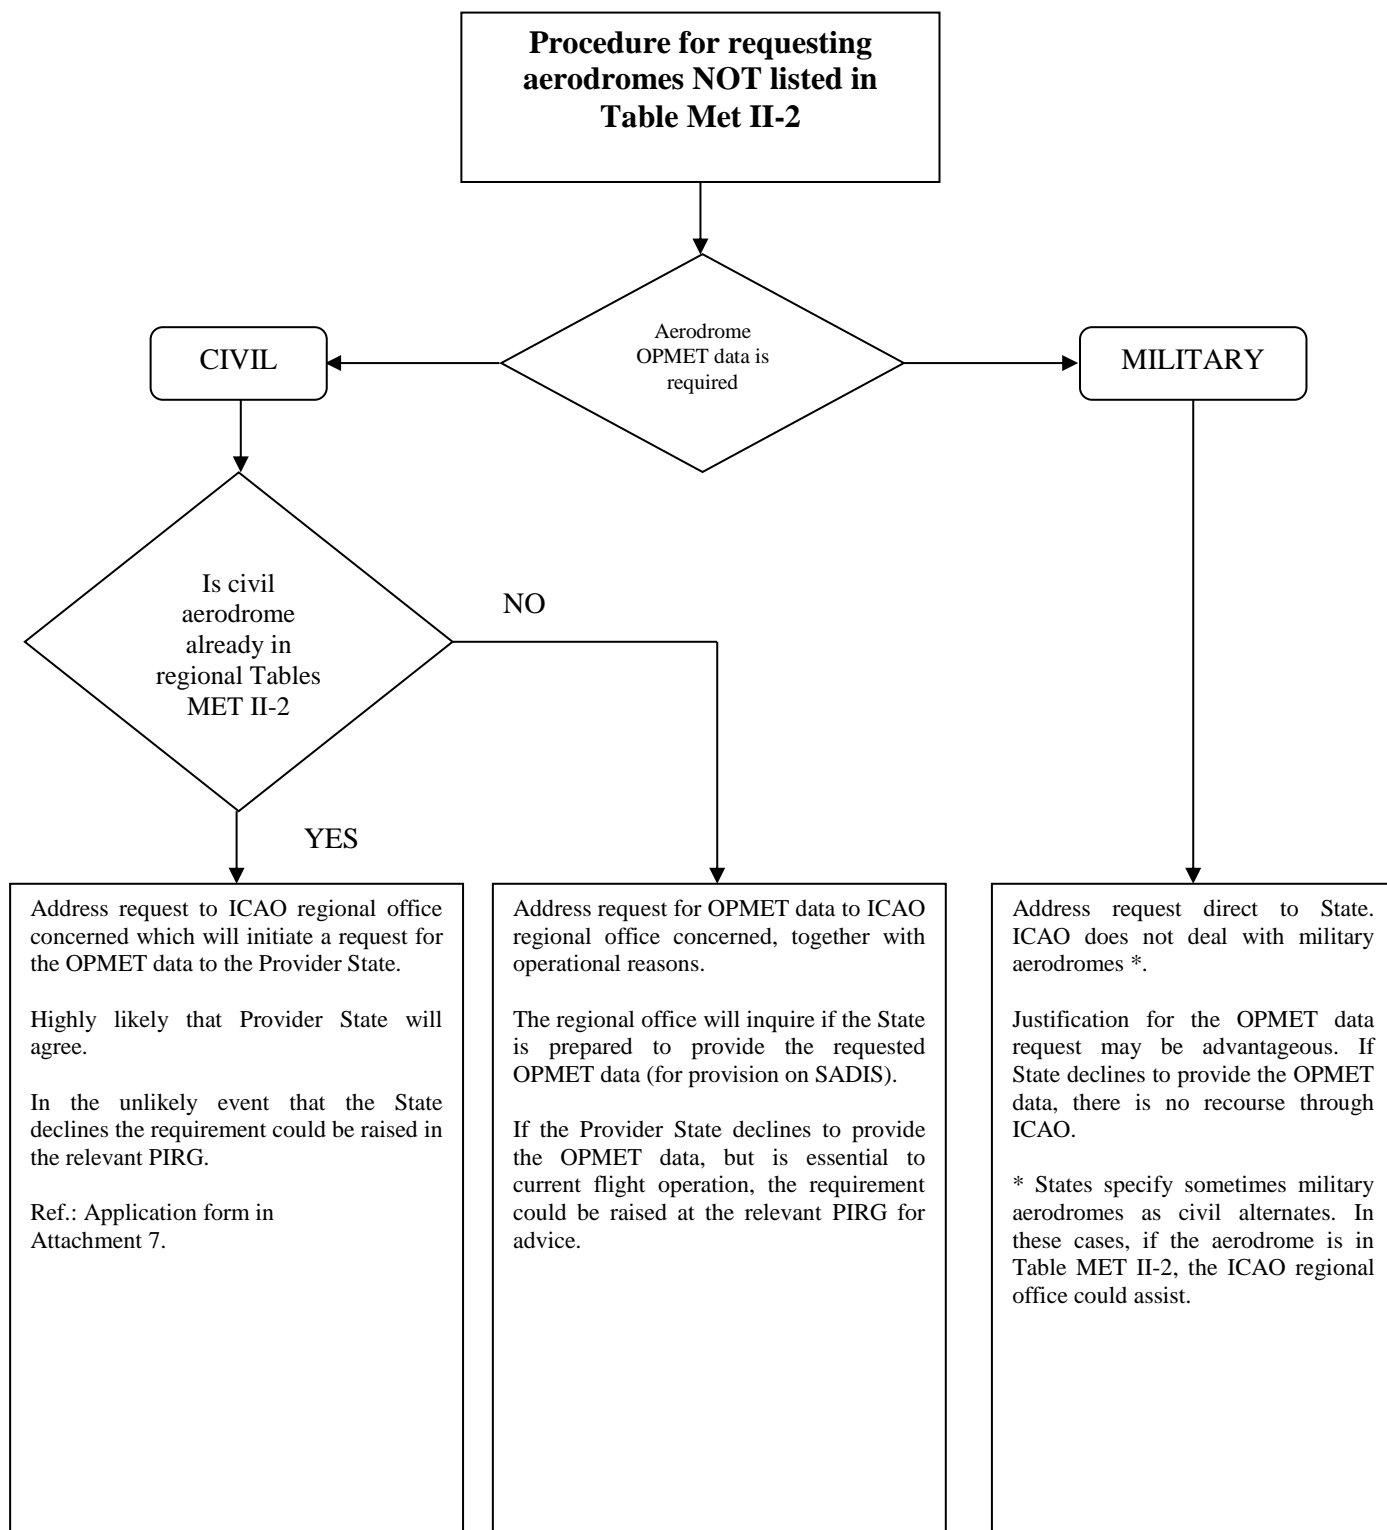 Procedure for requesting
aerodromes NOT listed in
Table Met II-2
Aerodrome
OPMET data is
required
CIVIL
MILITARY
Is civil
aerodrome
already in
regional Tables
MET II-2
NO
YES
Address request to ICAO regional office
concerned which will initiate a request for
the OPMET data to the Provider State.
Highly likely that Provider State will
agree.
In the unlikely event that the State
declines the requirement could be raised in
the relevant PIRG.
Ref.: Application form in
Attachment 7.
Address request for OPMET data to ICAO
regional office concerned, together with
operational reasons.
The regional office will inquire if the State
is prepared to provide the requested
OPMET data (for provision on SADIS).
If the Provider State declines to provide
the OPMET data, but is essential to
current flight operation, the requirement
could be raised at the relevant PIRG for
advice.
Address request direct to State.
ICAO does not deal with military
aerodromes *.
Justification for the OPMET data
request may be advantageous. If
State declines to provide the OPMET
data, there is no recourse through
ICAO.
* States specify sometimes military
aerodromes as civil alternates. In
these cases, if the aerodrome is in
Table MET II-2, the ICAO regional
office could assist.